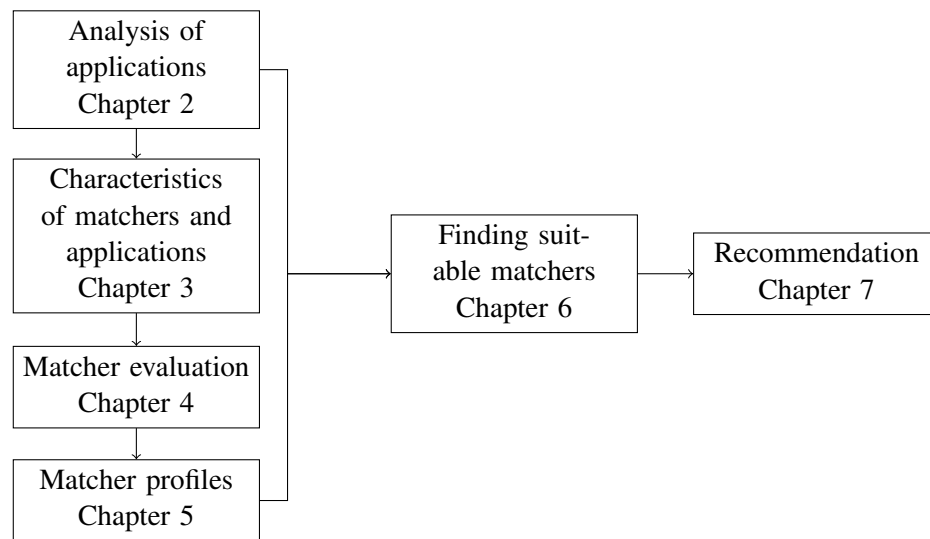 Analysis of
applications
Chapter 2
Characteristics
of matchers and
applications
Chapter 3
Matcher evaluation
Chapter 4
Matcher profiles
Chapter 5
Finding suit-
able matchers
Chapter 6
Recommendation
Chapter 7